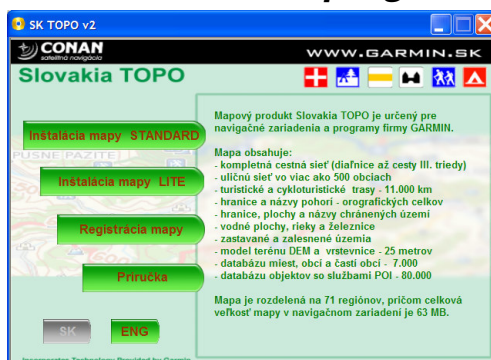 SK TOPO v2
CONAN
satelitná navigácia
WWW.GARMIN.SK
Slovakia TOPO
Inštalácia mapy STANDARD
Inštalácia mapy LITE
Registrácia mapy
Príručka
SK
ENG
Mapový produkt Slovakia TOPO je určený pre
navigačné zariadenia a programy firmy GARMIN.
Mapa obsahuje:
- kompletná cestná sieť (diaľnice až cesty III. triedy)
- uličnú sieť vo viac ako 500 obciach
- turistické a cykloturistické trasy - 11.000 km
- hranice a názvy pohorí - orografických celkov
- hranice, plochy a názvy chránených území
- vodné plochy, rieky a železnice
- zastavané a zalesnené územia
- model terénu DEM a vrstevnice - 25 metrov
- databázu miest, obcí a častí obcí - 7.000
- databázu objektov so službami POI - 80.000
Mapa je rozdelená na 71 regiónov, pričom celková
veľkosť mapy v navigačnom zariadení je 63 MB.